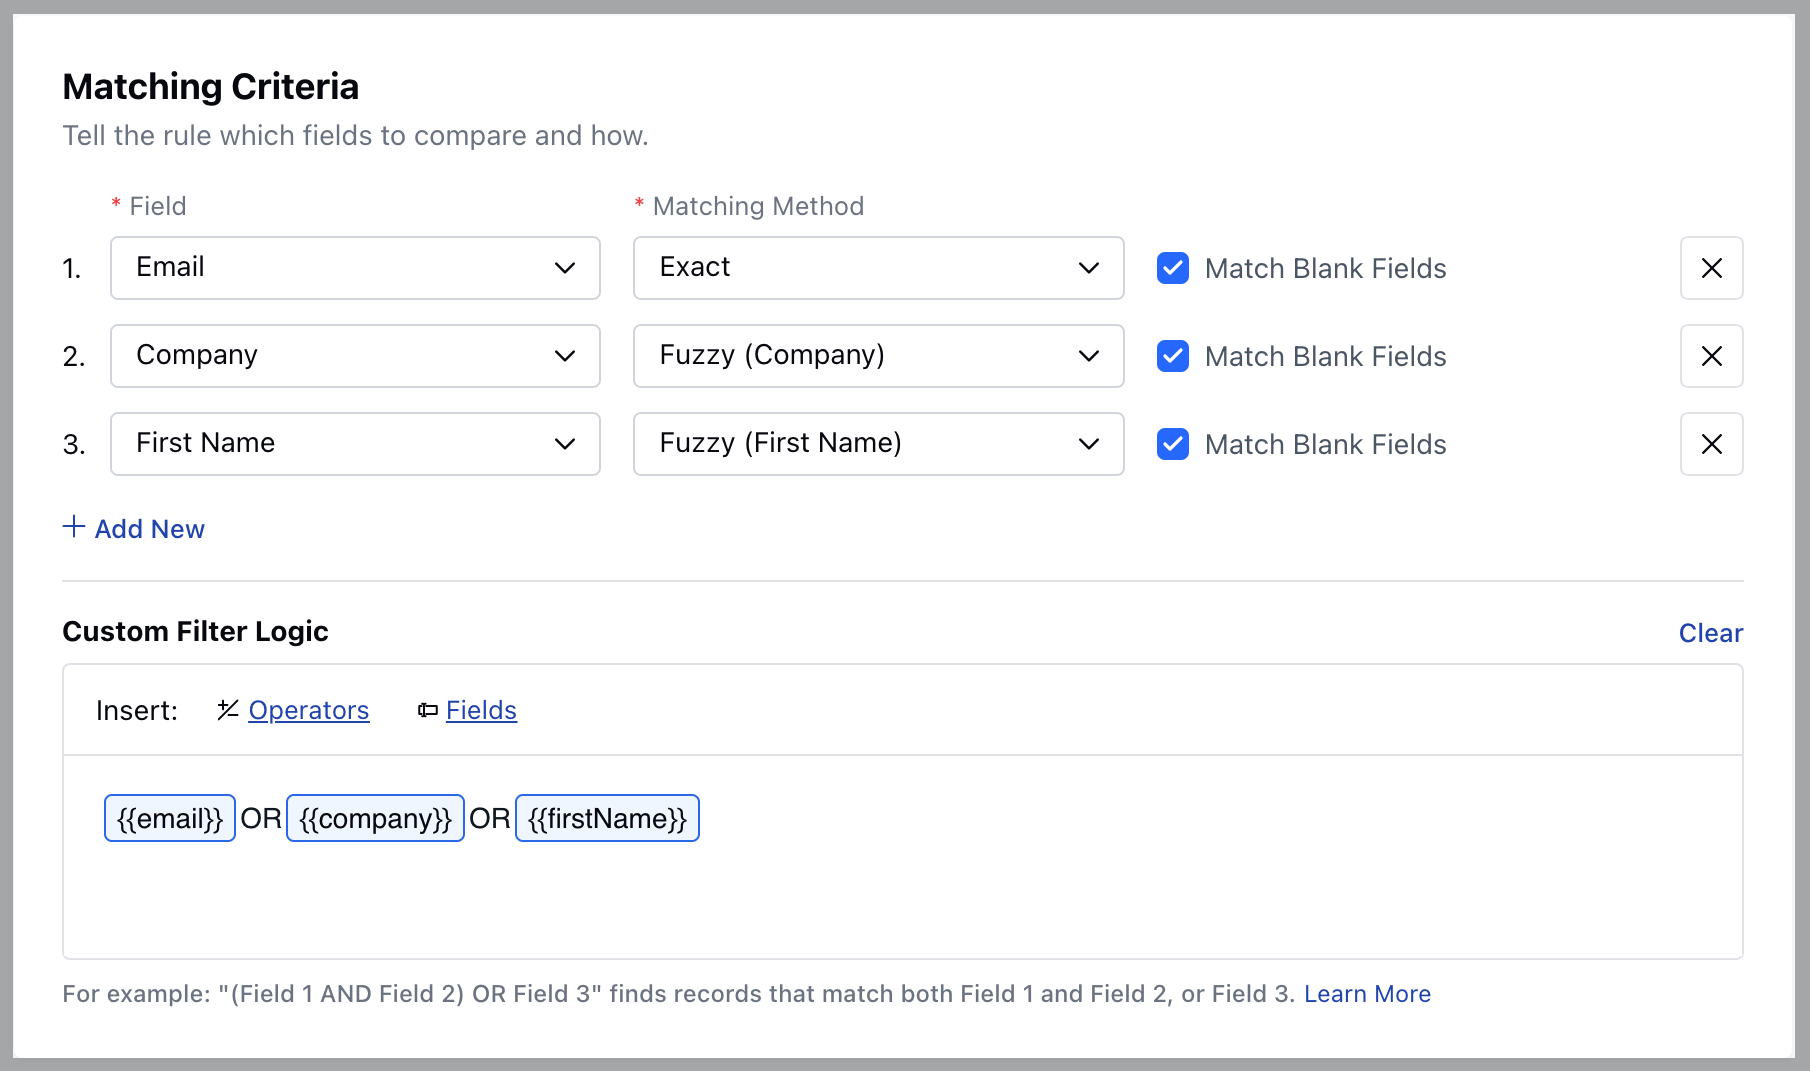 Matching Criteria
Tell the rule which fields to compare and how.
* Field * Matching Method
1. Email Exact Match Blank Fields
2. Company Fuzzy (Company) Match Blank Fields
3. First Name Fuzzy (First Name) Match Blank Fields
+ Add New
Custom Filter Logic Clear
Insert: Operators Fields
{{email}} OR {{company}} OR {{firstName}}
For example: "(Field 1 AND Field 2) OR Field 3" finds records that match both Field 1 and Field 2, or Field 3. Learn More